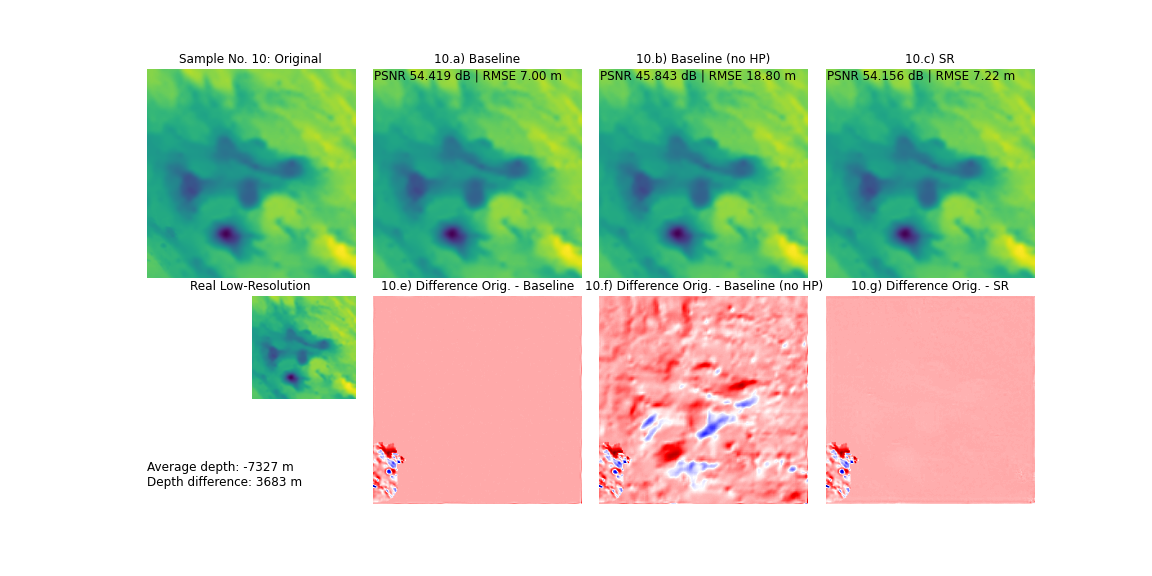 Sample No. 10: Original
10.a) Baseline
10.b) Baseline (no HP)
10.c) SR
PSNR 54.419 dB | RMSE 7.00 m
PSNR 45.843 dB | RMSE 18.80 m
PSNR 54.156 dB | RMSE 7.22 m
Real Low-Resolution
10.e) Difference Orig. - Baseline
10.f) Difference Orig. - Baseline (no HP)
10.g) Difference Orig. - SR
Average depth: -7327 m
Depth difference: 3683 m